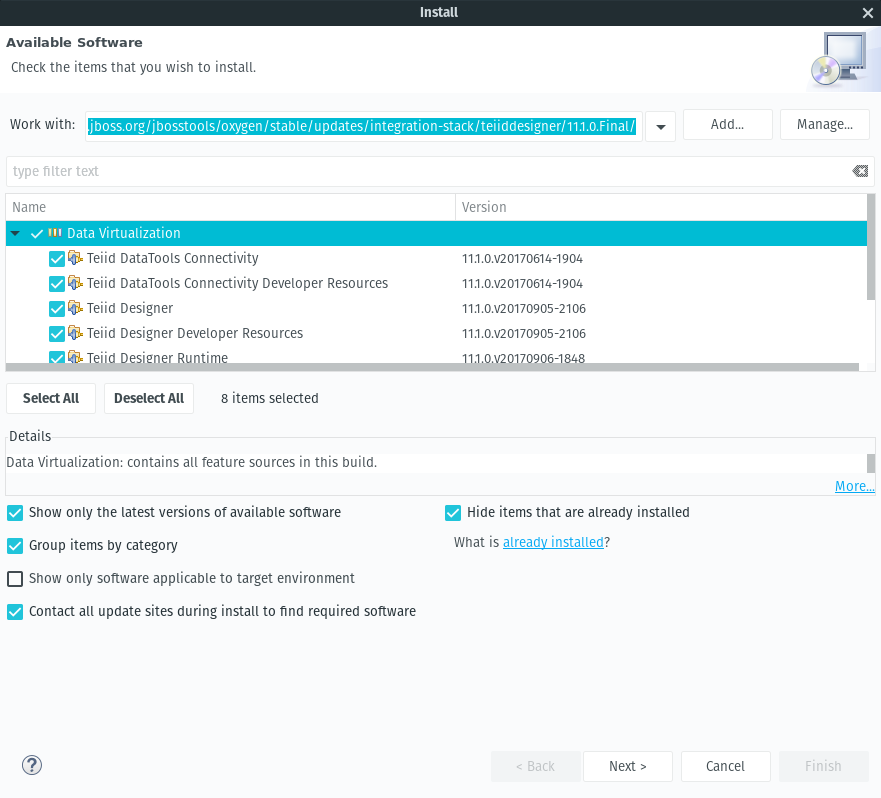 Install
Available Software
Check the items that you wish to install.
Work with: .jboss.org/jbosstools/oxygen/stable/updates/integration-stack/teiiddesigner/11.1.0.Final/ Add... Manage...
type filter text
Name Version
Data Virtualization
Teiid DataTools Connectivity 11.1.0.v20170614-1904
Teiid DataTools Connectivity Developer Resources 11.1.0.v20170614-1904
Teiid Designer 11.1.0.v20170905-2106
Teiid Designer Developer Resources 11.1.0.v20170905-2106
Teiid Designer Runtime 11.1.0.v20170906-1848
Select All Deselect All 8 items selected
Details
Data Virtualization: contains all feature sources in this build.
More...
Show only the latest versions of available software Hide items that are already installed
Group items by category What is already installed?
Show only software applicable to target environment
Contact all update sites during install to find required software
? < Back Next > Cancel Finish